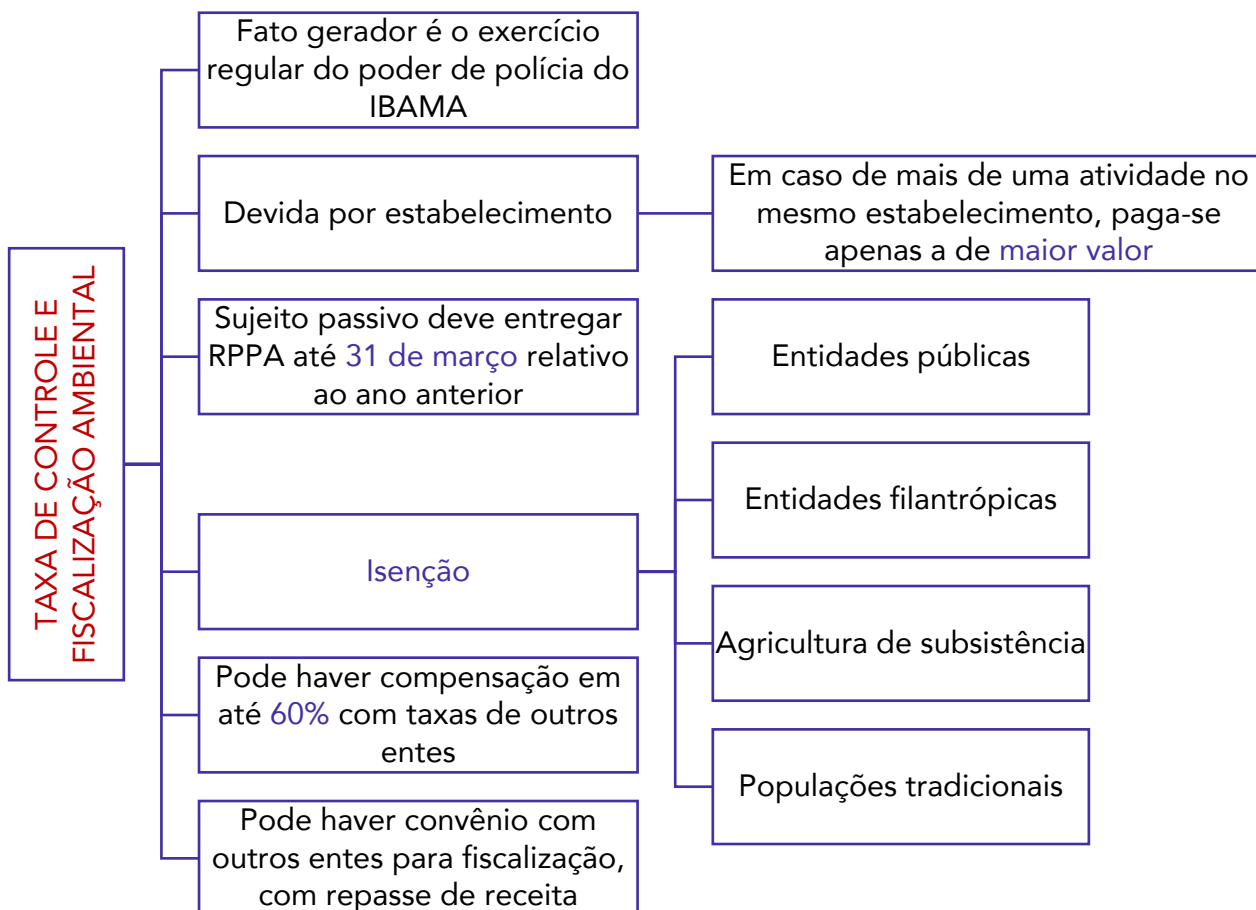 TAXA DE CONTROLE E
FISCALIZAÇÃO AMBIENTAL
Fato gerador é o exercício
regular do poder de polícia do
IBAMA
Devida por estabelecimento
Em caso de mais de uma atividade no
mesmo estabelecimento, paga-se
apenas a de maior valor
Sujeito passivo deve entregar
RPPA até 31 de março relativo
ao ano anterior
Isenção
Entidades públicas
Entidades filantrópicas
Agricultura de subsistência
Populações tradicionais
Pode haver compensação em
até 60% com taxas de outros
entes
Pode haver convênio com
outros entes para fiscalização,
com repasse de receita